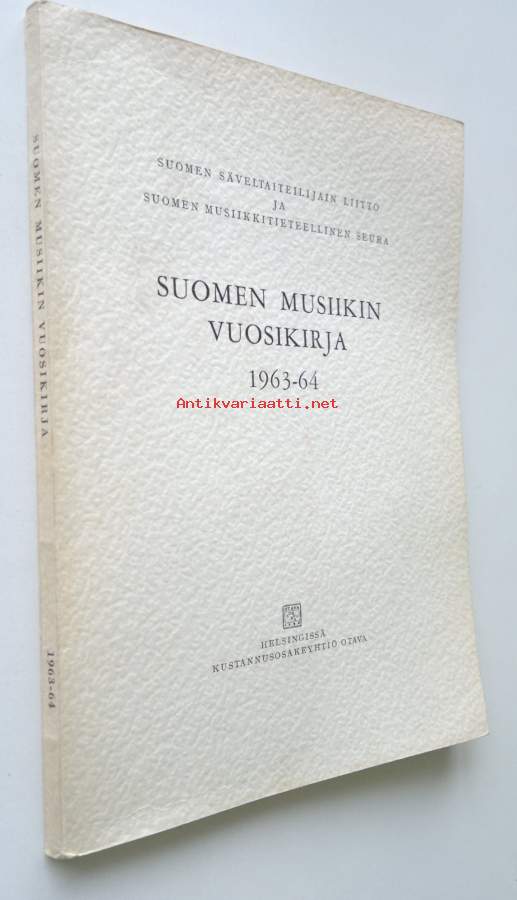 SUOMEN SÄVELTAITEILIJAIN LIITTO
JA
SUOMEN MUSIIKKITIETEELLINEN SEURA
SUOMEN MUSIIKIN
VUOSIKIRJA
1963-64
Antikvariaatti.net
HELSINGISSÄ
KUSTANNUSOSAKEYHTIÖ OTAVA
SUOMEN MUSIIKIN VUOSIKIRJA
1963-64